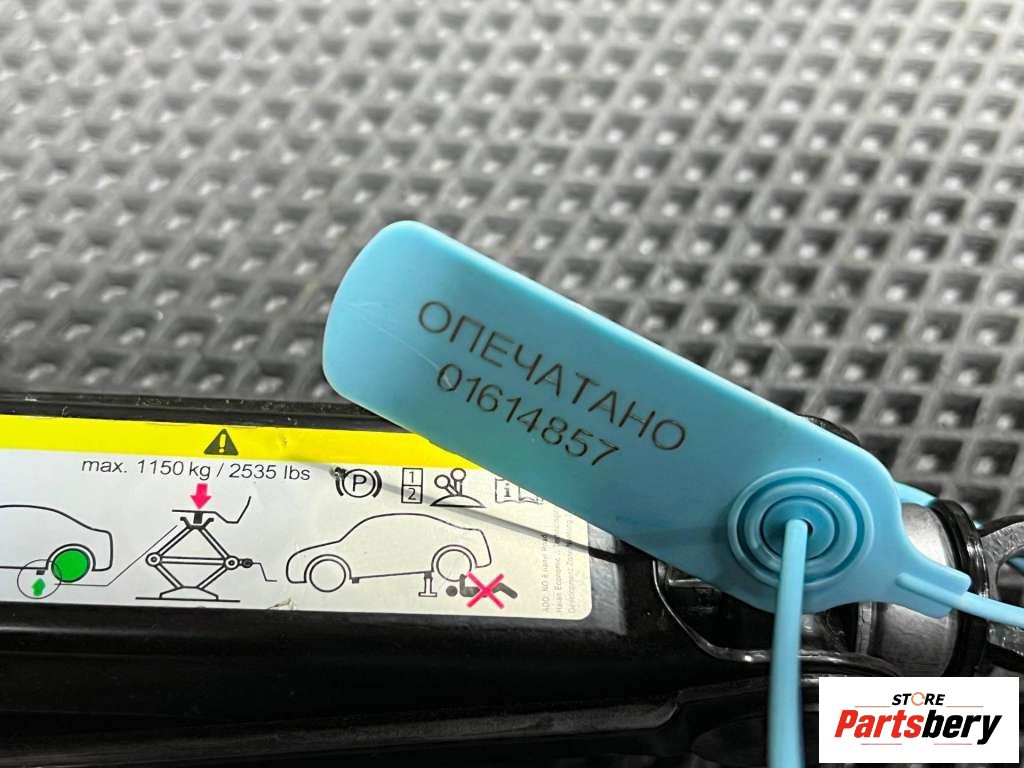 ОПЕЧАТАНО
01614857
max. 1150 kg / 2535 lbs
P
1
2
i
STORE
Partsbery